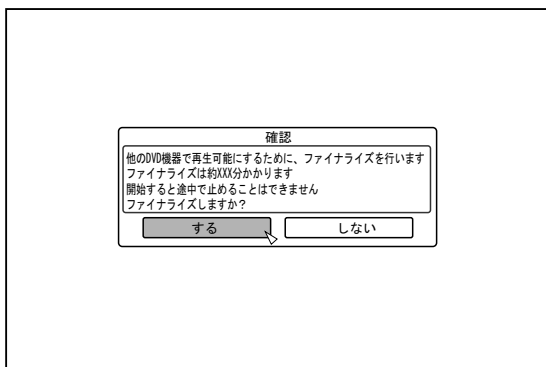 確認
他のDVD機器で再生可能にするために、ファイナライズを行います
ファイナライズは約XXX分かかります
開始すると途中で止めることはできません
ファイナライズしますか？
する
しない